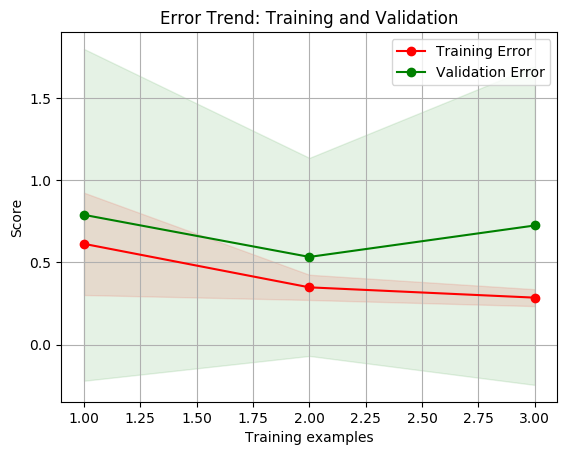 Error Trend: Training and Validation
Training Error
Validation Error
Score
1.5
1.0
0.5
0.0
1.00 1.25 1.50 1.75 2.00 2.25 2.50 2.75 3.00
Training examples